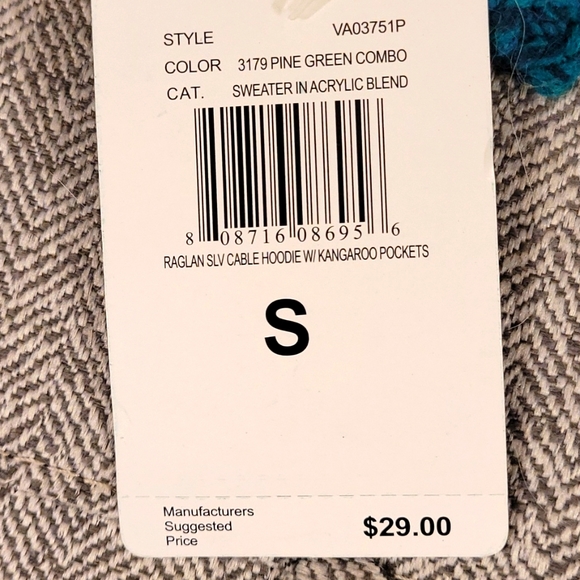 STYLE VA03751P
COLOR 3179 PINE GREEN COMBO
CAT. SWEATER IN ACRYLIC BLEND
8 08716 08695 6
RAGLAN SLV CABLE HOODIE W/ KANGAROO POCKETS
S
Manufacturers
Suggested
Price $29.00